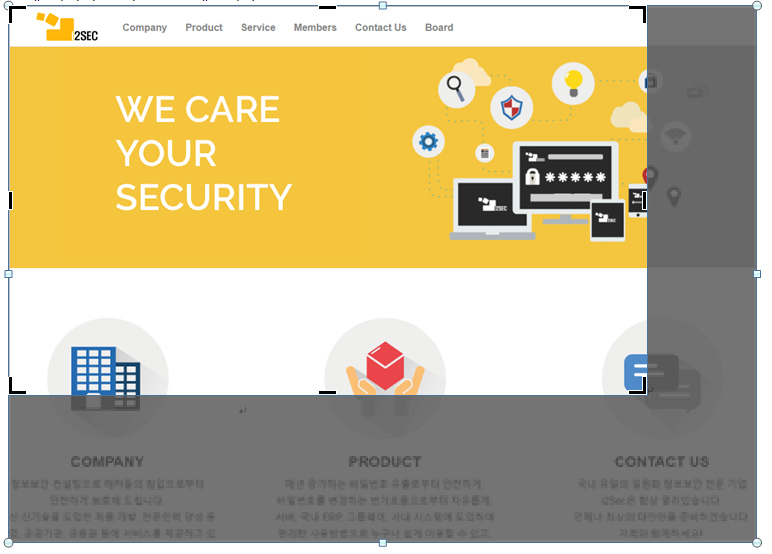 2SEC
Company Product Service Members Contact Us Board
WE CARE
YOUR
SECURITY
2SEC
2SEC
COMPANY
정보보안 컨설팅으로 해커들의 침입으로부터
안전하게 보호해 드립니다.
신 신기술을 도입한 제품 개발, 전문인력 양성 등
업, 공공기관, 금융권 등에 서비스를 제공하고 있
PRODUCT
매년 증가하는 비밀번호 유출로부터 안전하게,
비밀번호를 변경하는 번거로움으로부터 자유롭게,
서버, 국내 ERP, 그룹웨어, 사내 시스템에 도입하여
편리한 사용방법으로 누구나 쉽게 이용할 수 있고,
CONTACT US
국내 유일의 일원화 정보보안 전문 기업
i2Sec은 항상 열려있습니다
언제나 최상의 대안만을 준비하겠습니다
저희와 함께하세요!